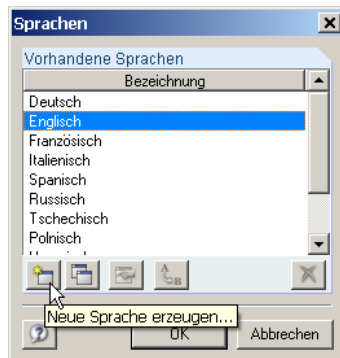 Sprachen
Vorhandene Sprachen
Bezeichnung
Deutsch
Englisch
Französisch
Italienisch
Spanisch
Russisch
Tschechisch
Polnisch
Neue Sprache erzeugen...
OK
Abbrechen